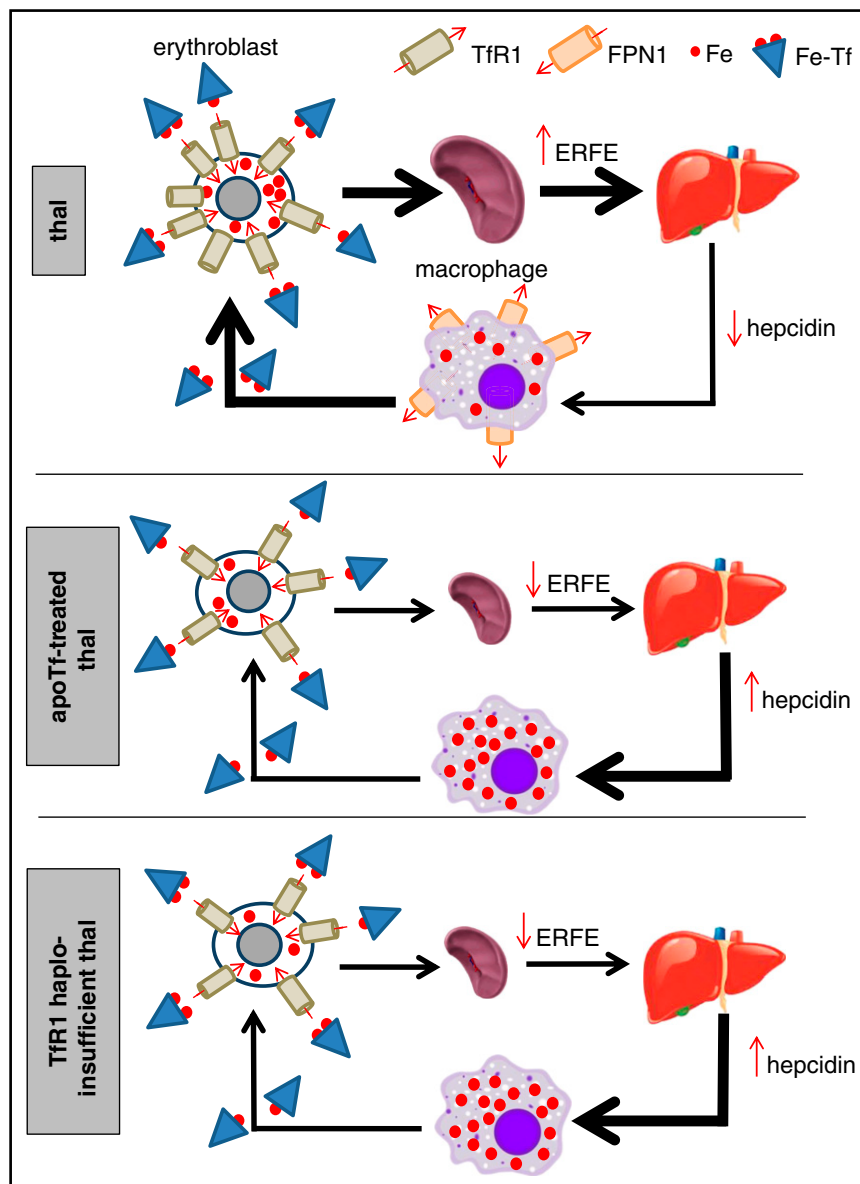 erythroblast
TfR1
FPN1
Fe
Fe-Tf
thal
ERFE
macrophage
hepcidin
apoTf-treated
thal
ERFE
hepcidin
TfR1 haplo-
insufficient thal
ERFE
hepcidin